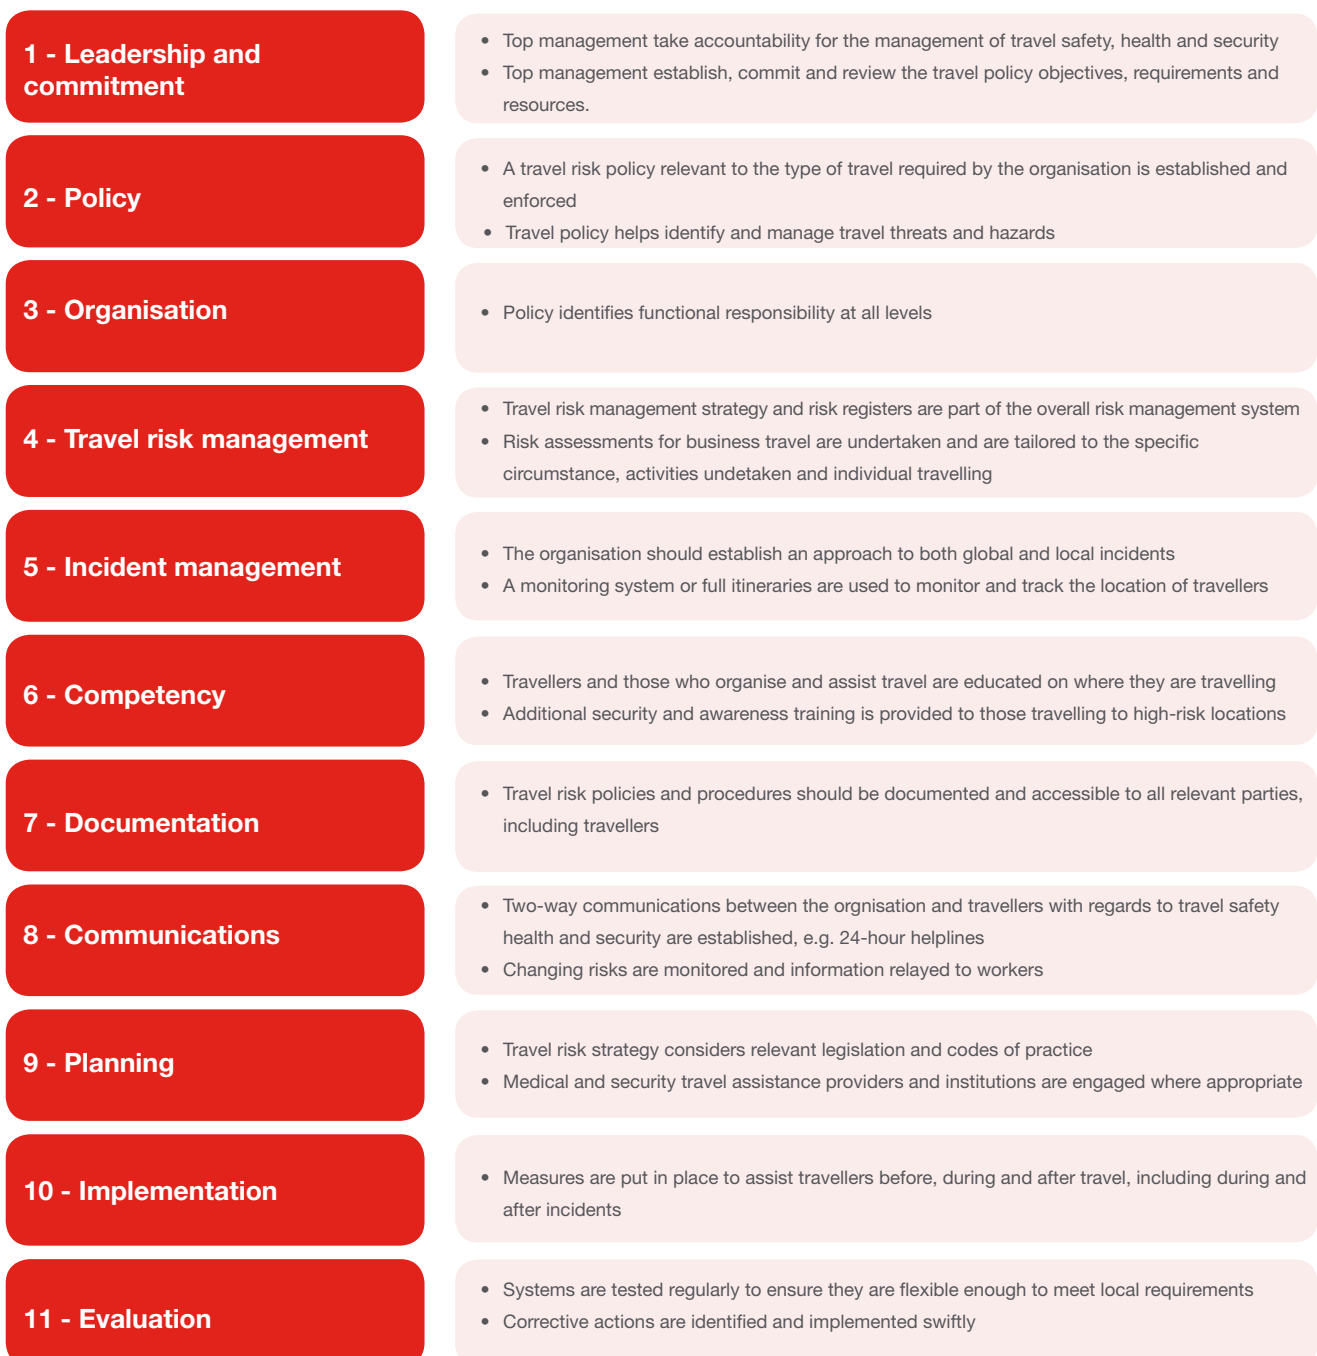 1 - Leadership and
commitment
• Top management take accountability for the management of travel safety, health and security
• Top management establish, commit and review the travel policy objectives, requirements and
resources.
2 - Policy
• A travel risk policy relevant to the type of travel required by the organisation is established and
enforced
• Travel policy helps identify and manage travel threats and hazards
3 - Organisation
• Policy identifies functional responsibility at all levels
4 - Travel risk management
• Travel risk management strategy and risk registers are part of the overall risk management system
• Risk assessments for business travel are undertaken and are tailored to the specific
circumstance, activities undetaken and individual travelling
5 - Incident management
• The organisation should establish an approach to both global and local incidents
• A monitoring system or full itineraries are used to monitor and track the location of travellers
6 - Competency
• Travellers and those who organise and assist travel are educated on where they are travelling
• Additional security and awareness training is provided to those travelling to high-risk locations
7 - Documentation
• Travel risk policies and procedures should be documented and accessible to all relevant parties,
including travellers
8 - Communications
• Two-way communications between the orgnisation and travellers with regards to travel safety
health and security are established, e.g. 24-hour helplines
• Changing risks are monitored and information relayed to workers
9 - Planning
• Travel risk strategy considers relevant legislation and codes of practice
• Medical and security travel assistance providers and institutions are engaged where appropriate
10 - Implementation
• Measures are put in place to assist travellers before, during and after travel, including during and
after incidents
11 - Evaluation
• Systems are tested regularly to ensure they are flexible enough to meet local requirements
• Corrective actions are identified and implemented swiftly